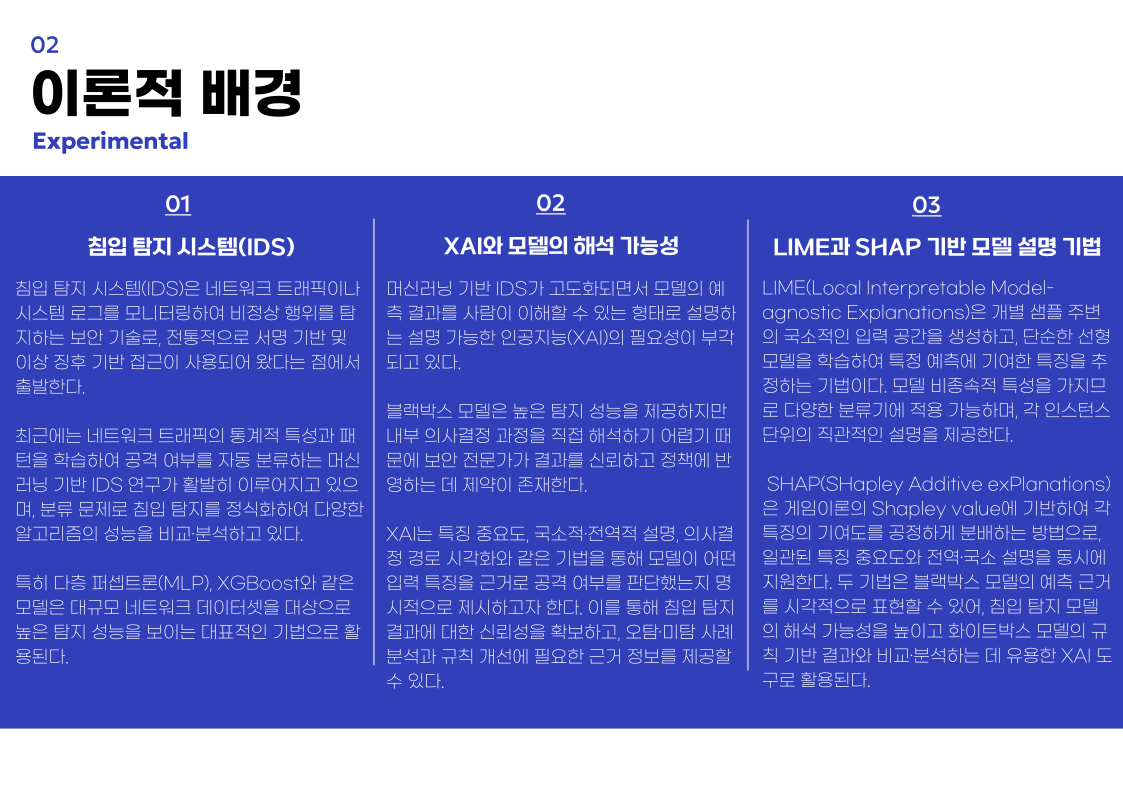 02
이론적 배경
Experimental
01
침입 탐지 시스템(IDS)
침입 탐지 시스템(IDS)은 네트워크 트래픽이나
시스템 로그를 모니터링하여 비정상 행위를 탐
지하는 보안 기술로, 전통적으로 서명 기반 및
이상 징후 기반 접근이 사용되어 왔다는 점에서
출발한다.
최근에는 네트워크 트래픽의 통계적 특성과 패
턴을 학습하여 공격 여부를 자동 분류하는 머신
러닝 기반 IDS 연구가 활발히 이루어지고 있으
며, 분류 문제로 침입 탐지를 정식화하여 다양한
알고리즘의 성능을 비교·분석하고 있다.
특히 다층 퍼셉트론(MLP), XGBoost와 같은
모델은 대규모 네트워크 데이터셋을 대상으로
높은 탐지 성능을 보이는 대표적인 기법으로 활
용된다.
02
XAI와 모델의 해석 가능성
머신러닝 기반 IDS가 고도화되면서 모델의 예
측 결과를 사람이 이해할 수 있는 형태로 설명하
는 설명 가능한 인공지능(XAI)의 필요성이 부각
되고 있다.
블랙박스 모델은 높은 탐지 성능을 제공하지만
내부 의사결정 과정을 직접 해석하기 어렵기 때
문에 보안 전문가가 결과를 신뢰하고 정책에 반
영하는 데 제약이 존재한다.
XAI는 특징 중요도, 국소적·전역적 설명, 의사결
정 경로 시각화와 같은 기법을 통해 모델이 어떤
입력 특징을 근거로 공격 여부를 판단했는지 명
시적으로 제시하고자 한다. 이를 통해 침입 탐지
결과에 대한 신뢰성을 확보하고, 오탐·미탐 사례
분석과 규칙 개선에 필요한 근거 정보를 제공할
수 있다.
03
LIME과 SHAP 기반 모델 설명 기법
LIME(Local Interpretable Model-
agnostic Explanations)은 개별 샘플 주변
의 국소적인 입력 공간을 생성하고, 단순한 선형
모델을 학습하여 특정 예측에 기여한 특징을 추
정하는 기법이다. 모델 비종속적 특성을 가지므
로 다양한 분류기에 적용 가능하며, 각 인스턴스
단위의 직관적인 설명을 제공한다.
SHAP(SHapley Additive exPlanations)
은 게임이론의 Shapley value에 기반하여 각
특징의 기여도를 공정하게 분배하는 방법으로,
일관된 특징 중요도와 전역·국소 설명을 동시에
지원한다. 두 기법은 블랙박스 모델의 예측 근거
를 시각적으로 표현할 수 있어, 침입 탐지 모델
의 해석 가능성을 높이고 화이트박스 모델의 규
칙 기반 결과와 비교·분석하는 데 유용한 XAI 도
구로 활용된다.